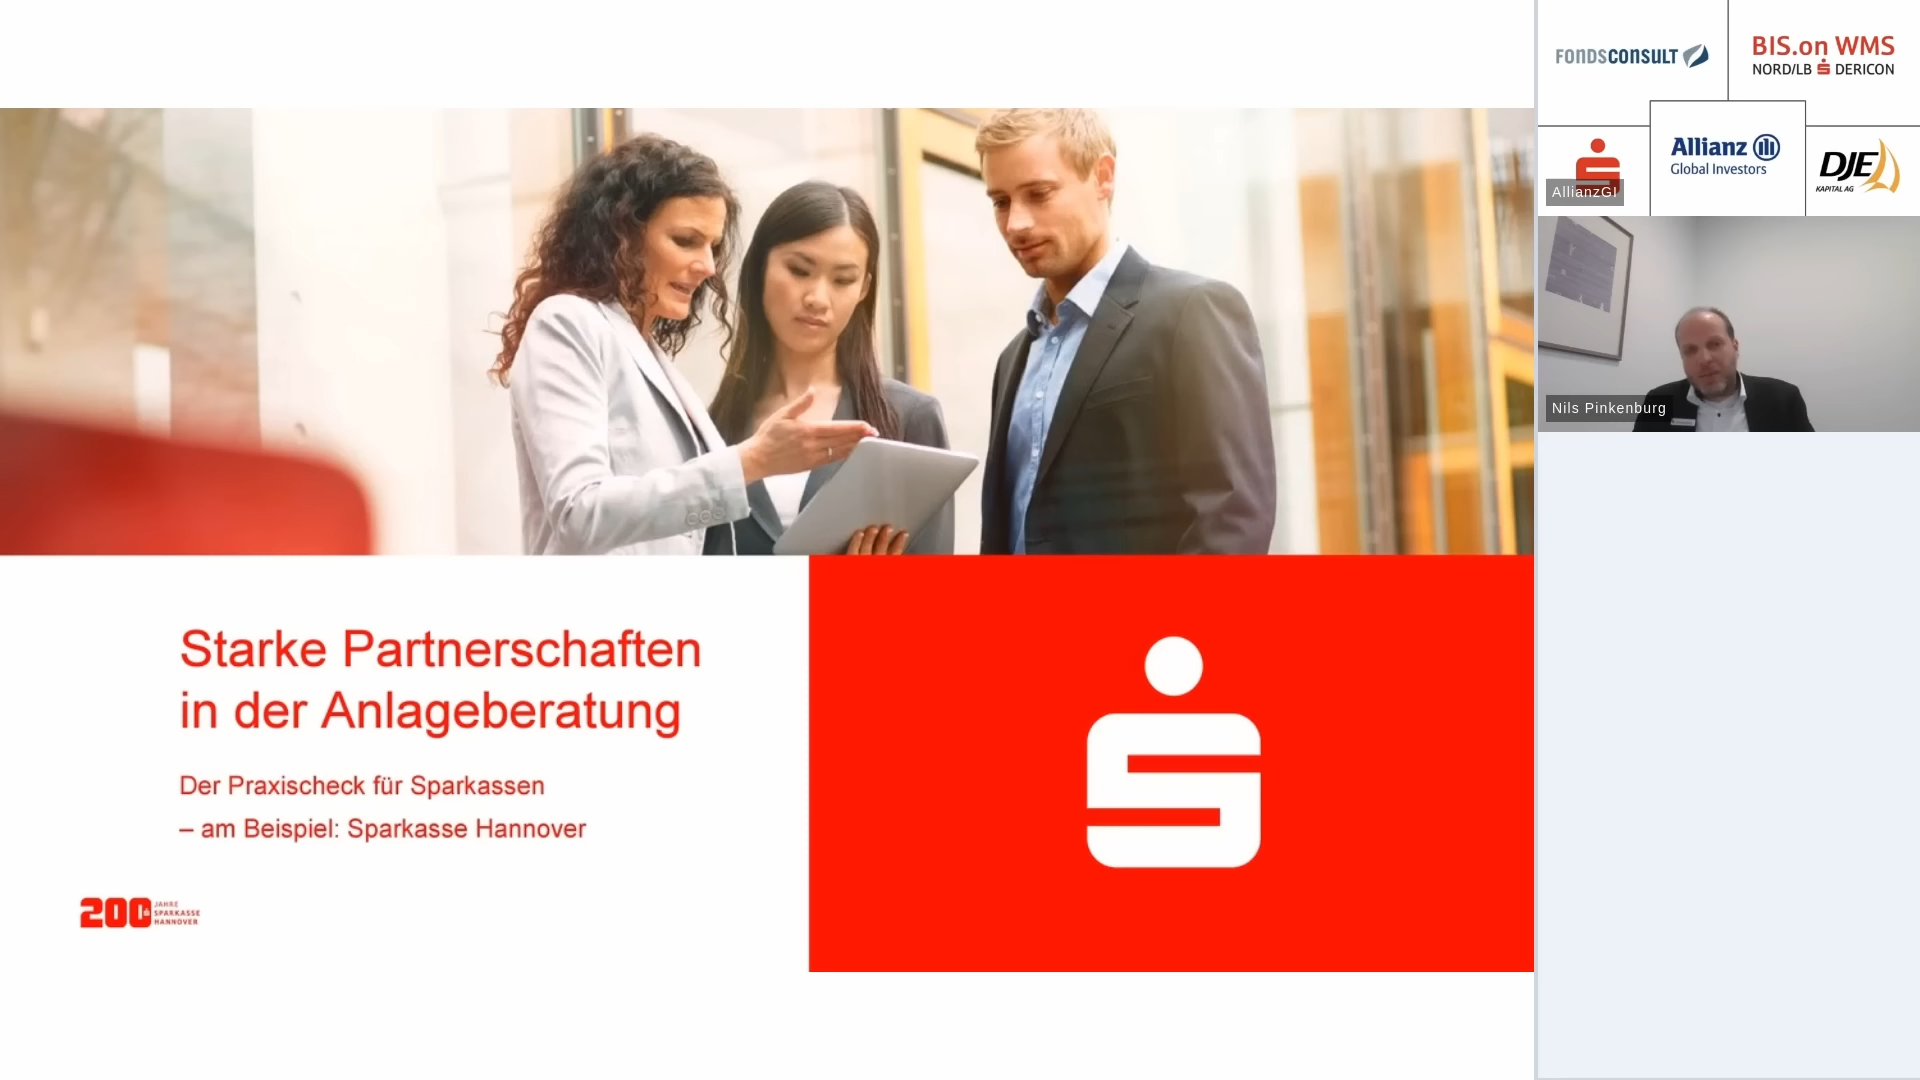 Starke Partnerschaften
in der Anlageberatung
Der Praxischeck für Sparkassen
– am Beispiel: Sparkasse Hannover
200 JAHRE
SPARKASSE
HANNOVER
FONDSCONSULT
BIS.on WMS
NORD/LB DERICON
AllianzGI
Allianz
Global Investors
DJE
KAPITAL AG
Nils Pinkenburg